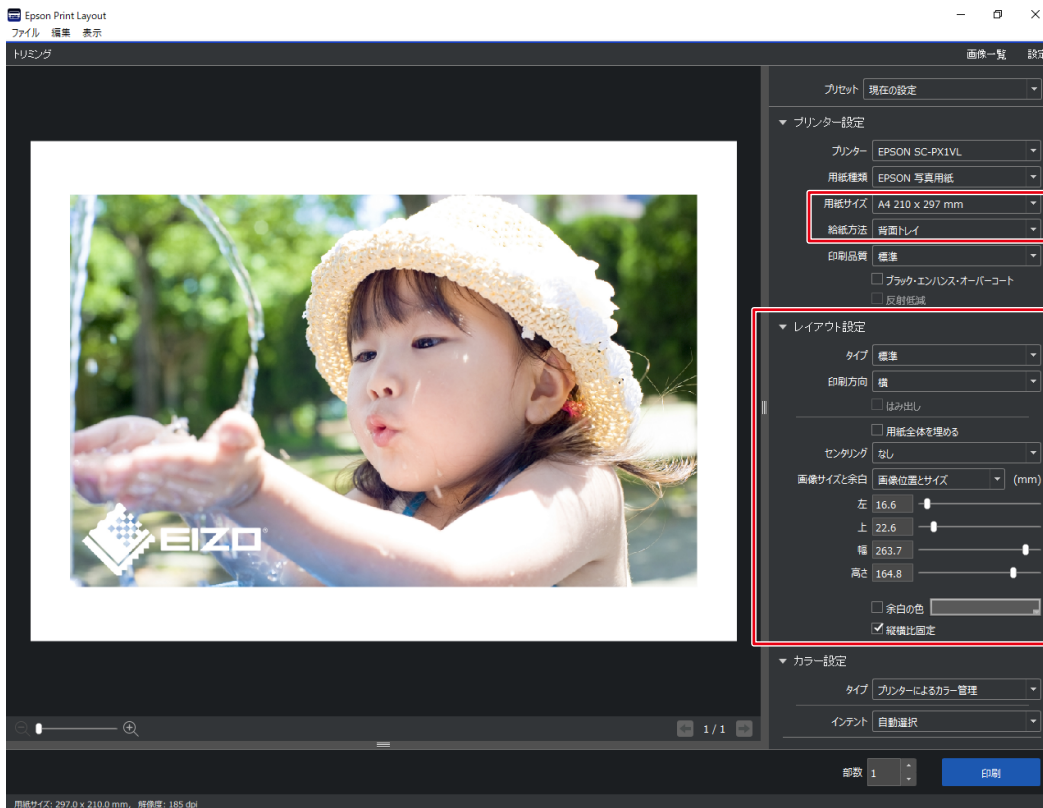 Epson Print Layout
ファイル 編集 表示
トリミング 画像一覧 設定
プリセット 現在の設定
プリンター設定
プリンター EPSON SC-PX1VL
用紙種類 EPSON 写真用紙
用紙サイズ A4 210 x 297 mm
給紙方法 背面トレイ
印刷品質 標準
ブラック・エンハンス・オーバーコート
反射低減
レイアウト設定
タイプ 標準
印刷方向 横
はみ出し
用紙全体を埋める
センタリング なし
画像サイズと余白 画像位置とサイズ (mm)
左 16.6
上 22.6
幅 263.7
高さ 164.8
余白の色
縦横比固定
カラー設定
タイプ プリンターによるカラー管理
インテント 自動選択
EIZO
1/1
部数 1 印刷
用紙サイズ: 297.0 x 210.0 mm, 解像度: 185 dpi